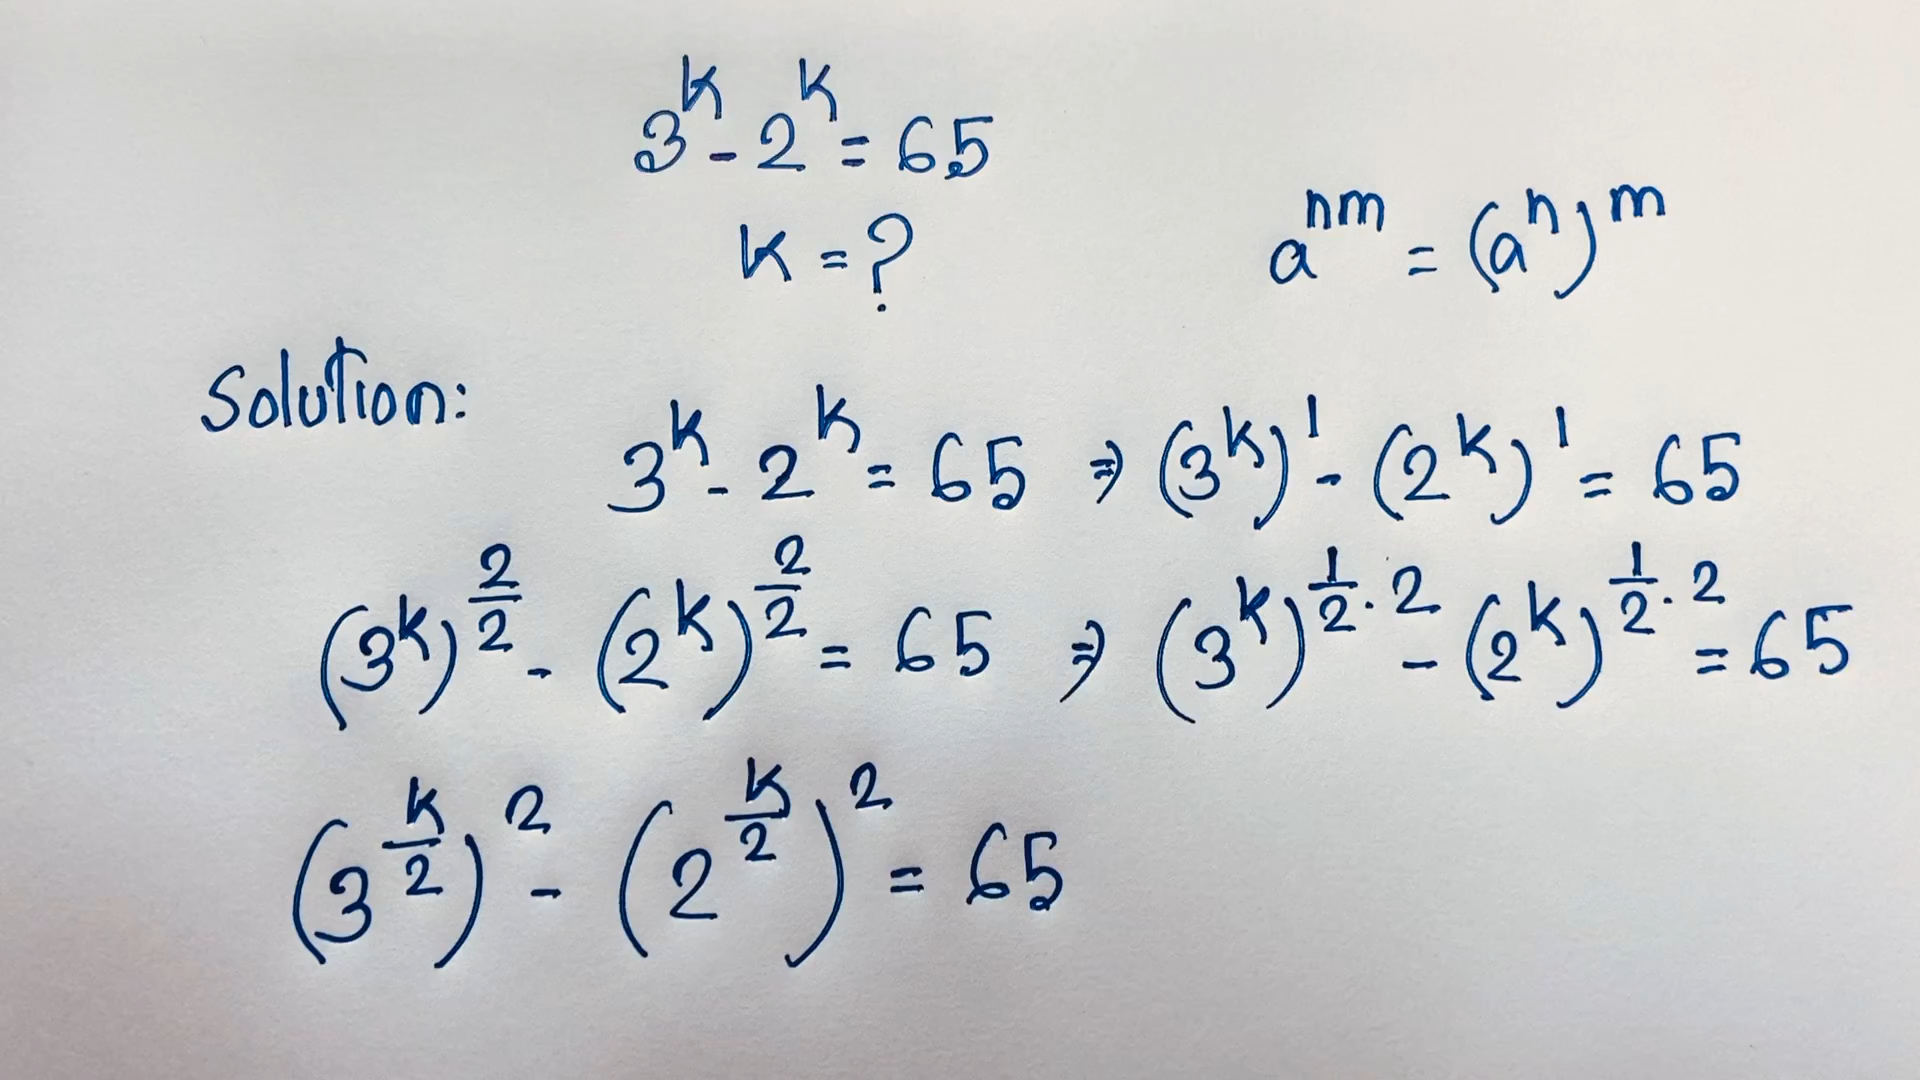 3^k - 2^k = 65
k = ?
a^nm = (a^n)^m
Solution:
3^k - 2^k = 65 ⇒ (3^k)^1 - (2^k)^1 = 65
(3^k)^(2/2) - (2^k)^(2/2) = 65 ⇒ (3^k)^(1/2 · 2) - (2^k)^(1/2 · 2) = 65
(3^(k/2))^2 - (2^(k/2))^2 = 65